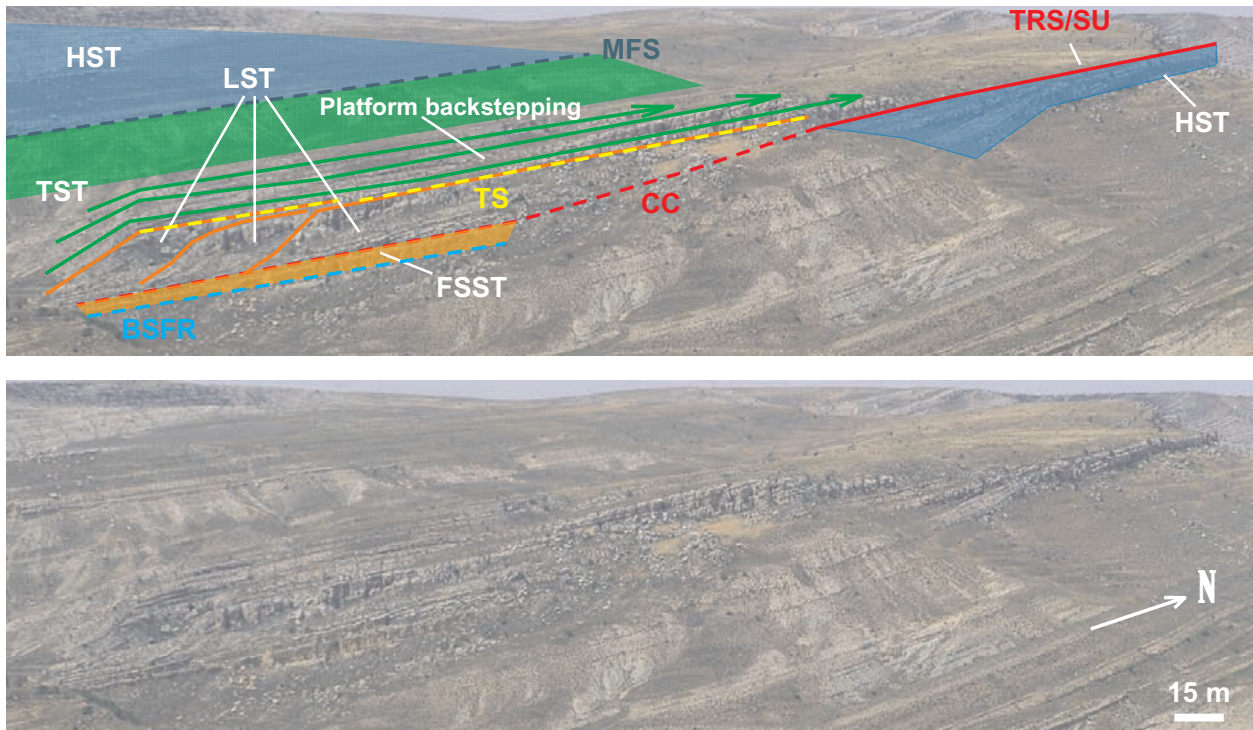 HST
MFS
TRS/SU
LST
Platform backstepping
HST
TST
TS
CC
FSST
BSFR
N
15 m